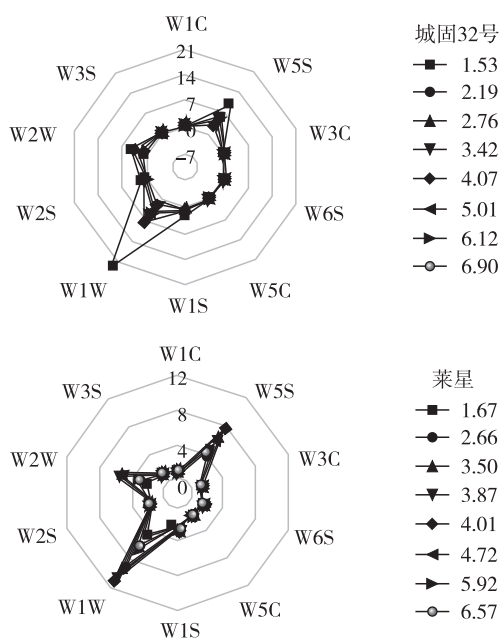 W1C
21
14
7
0
-7
W5S
W3C
W6S
W5C
W1S
W1W
W2S
W2W
W3S
城固32号
1.53
2.19
2.76
3.42
4.07
5.01
6.12
6.90
W1C
12
8
4
0
W5S
W3C
W6S
W5C
W1S
W1W
W2S
W2W
W3S
莱星
1.67
2.66
3.50
3.87
4.01
4.72
5.92
6.57